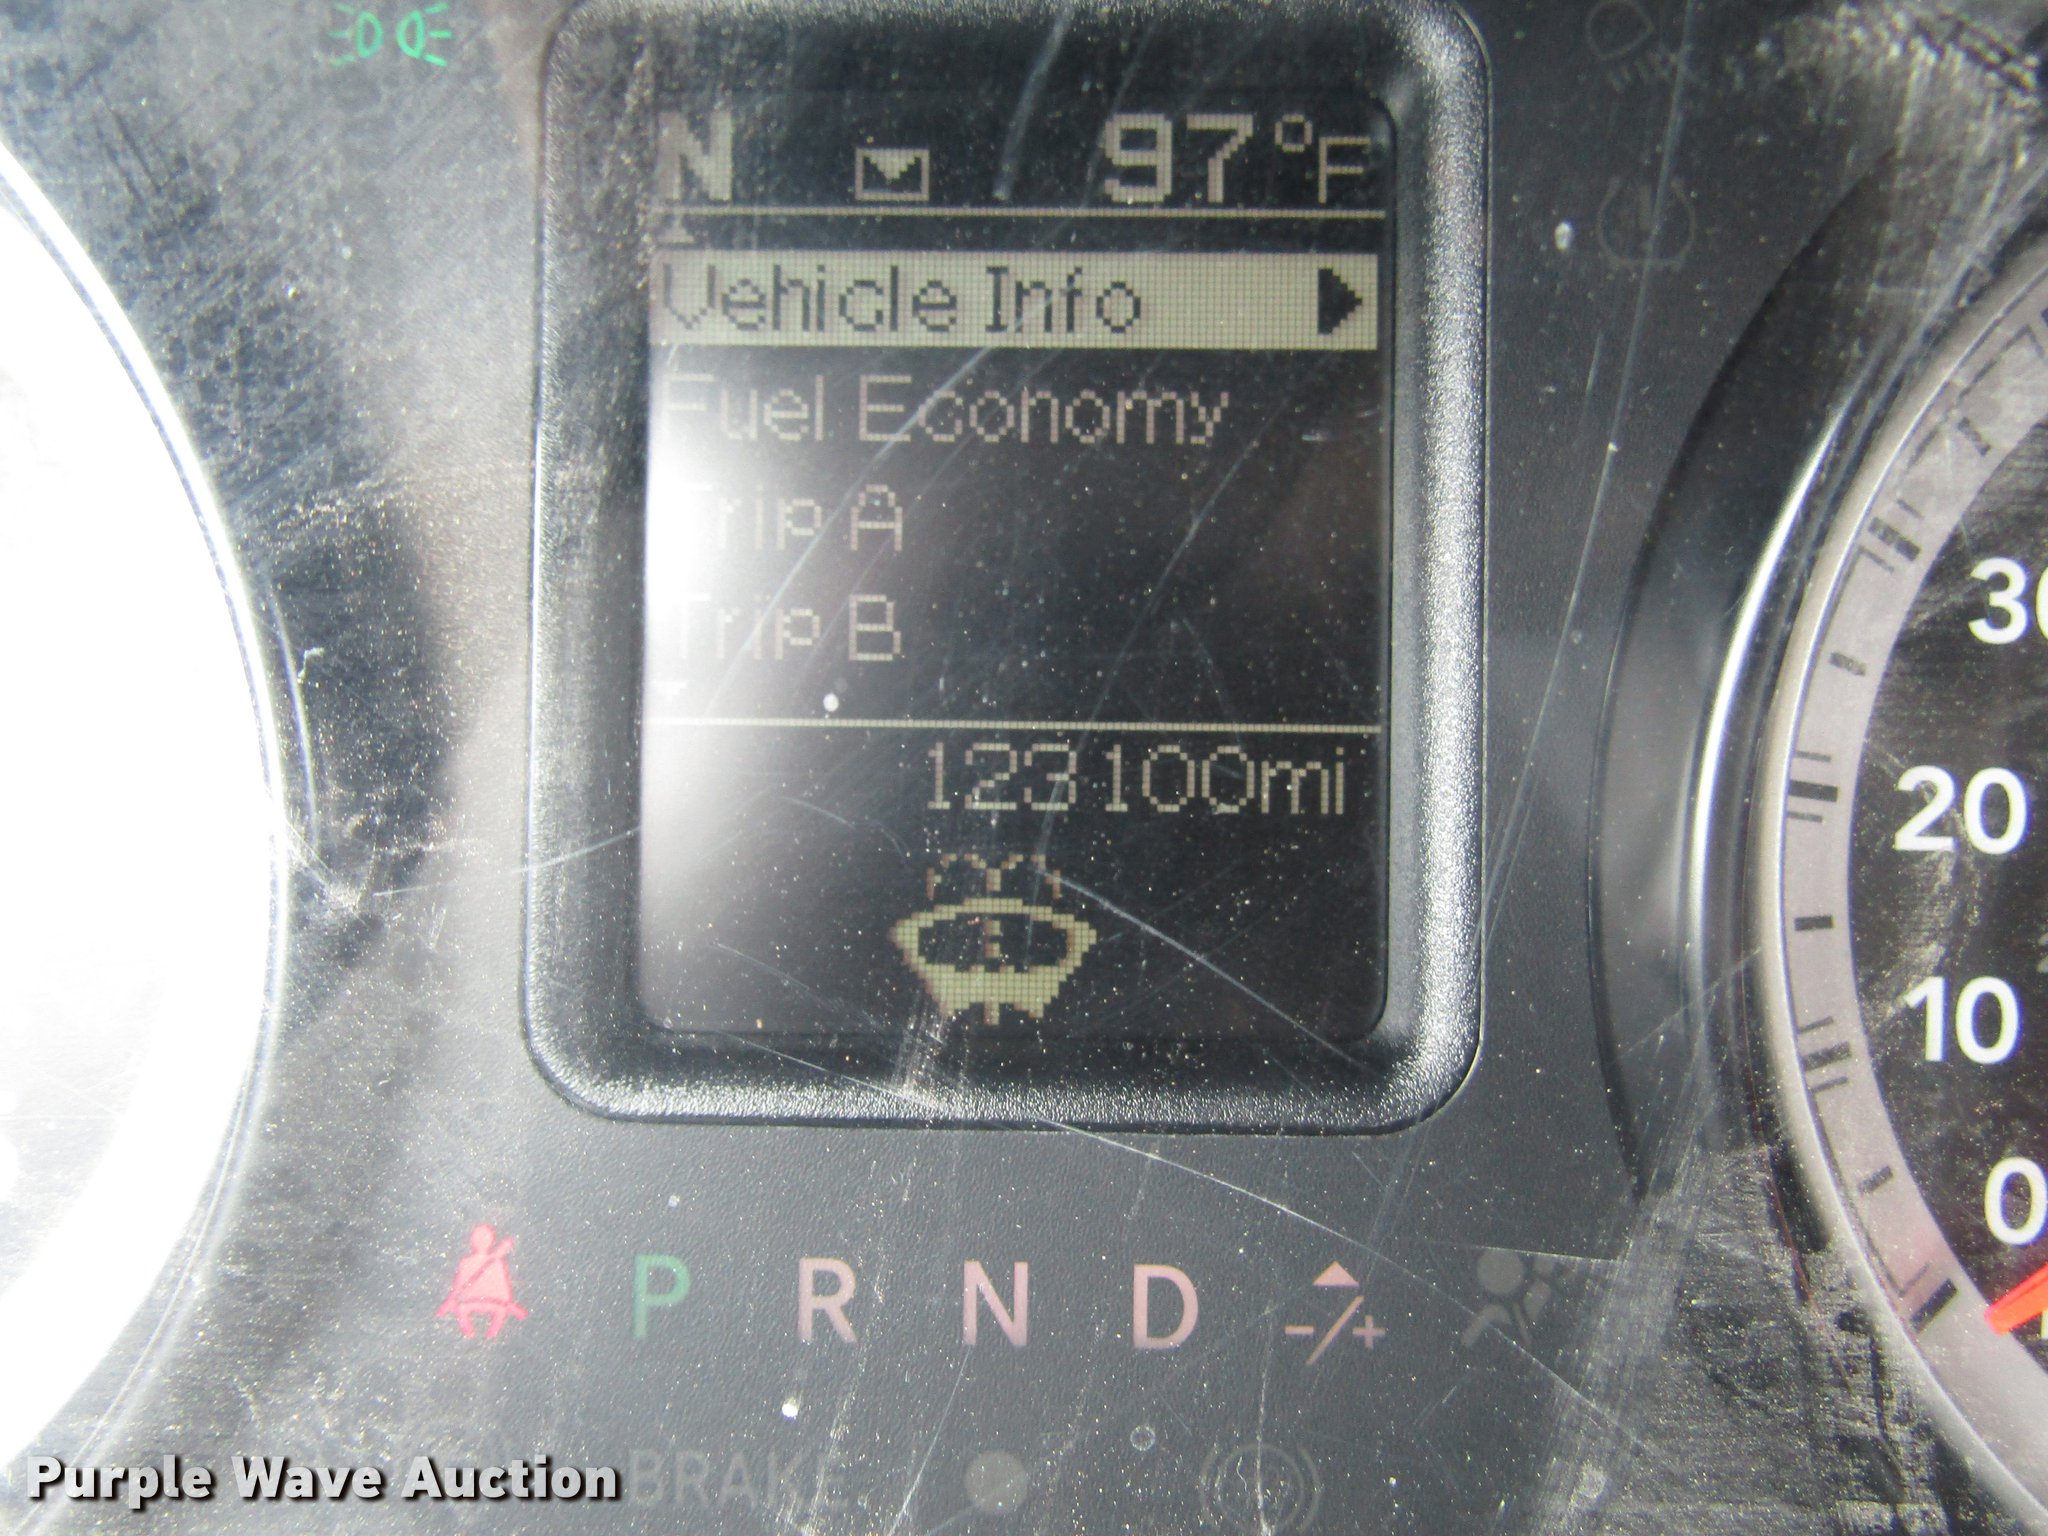 N 97°F
Vehicle Info
Fuel Economy
Trip A
Trip B
123100mi
30
20
10
0
P R N D -/+
BRAKE
Purple Wave Auction